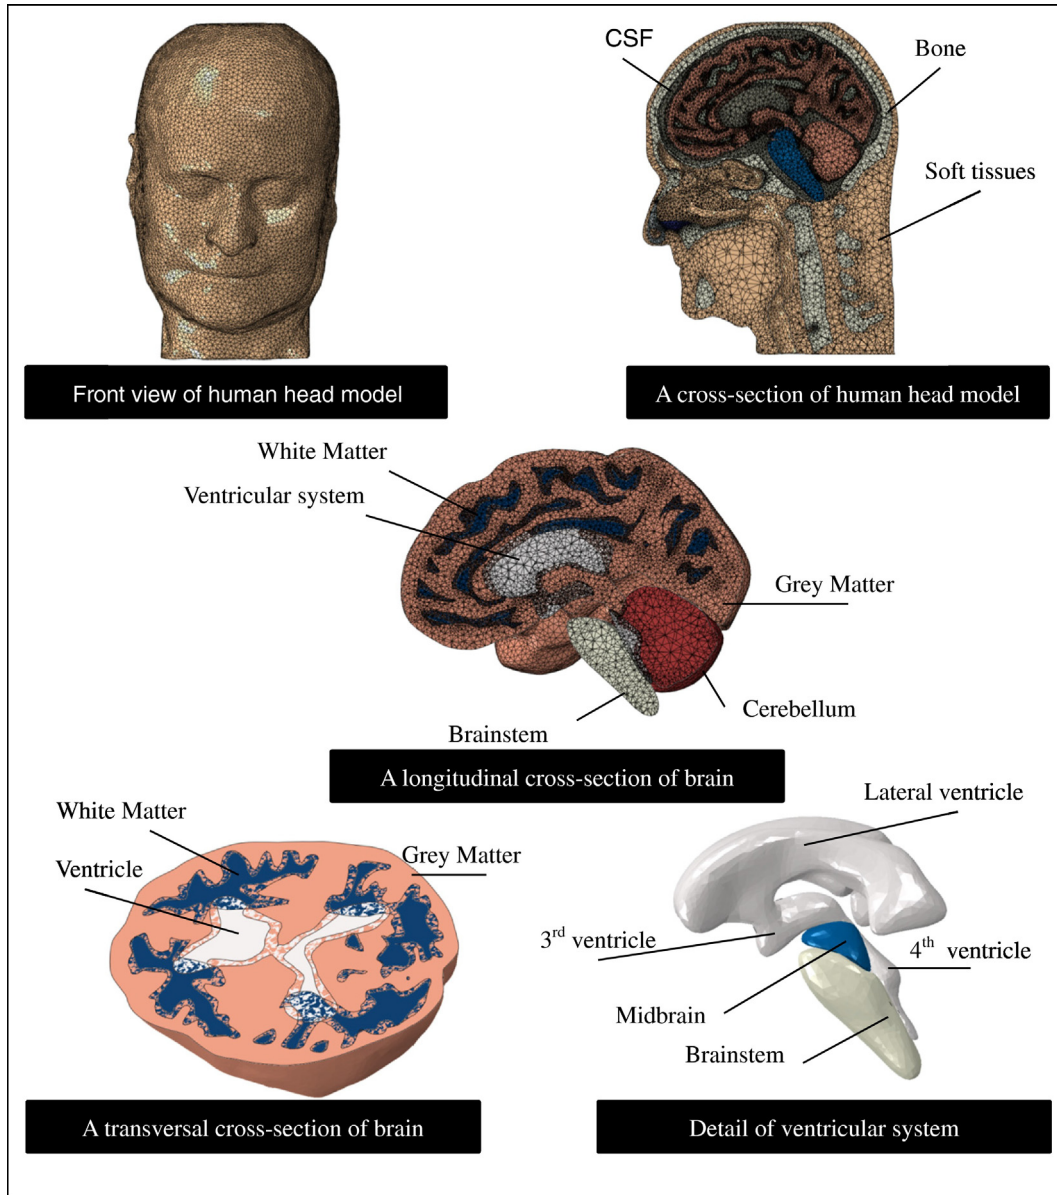 CSF
Bone
Soft tissues
Front view of human head model
A cross-section of human head model
White Matter
Ventricular system
Grey Matter
Cerebellum
Brainstem
A longitudinal cross-section of brain
White Matter
Grey Matter
Ventricle
A transversal cross-section of brain
Lateral ventricle
3rd ventricle
4th ventricle
Midbrain
Brainstem
Detail of ventricular system